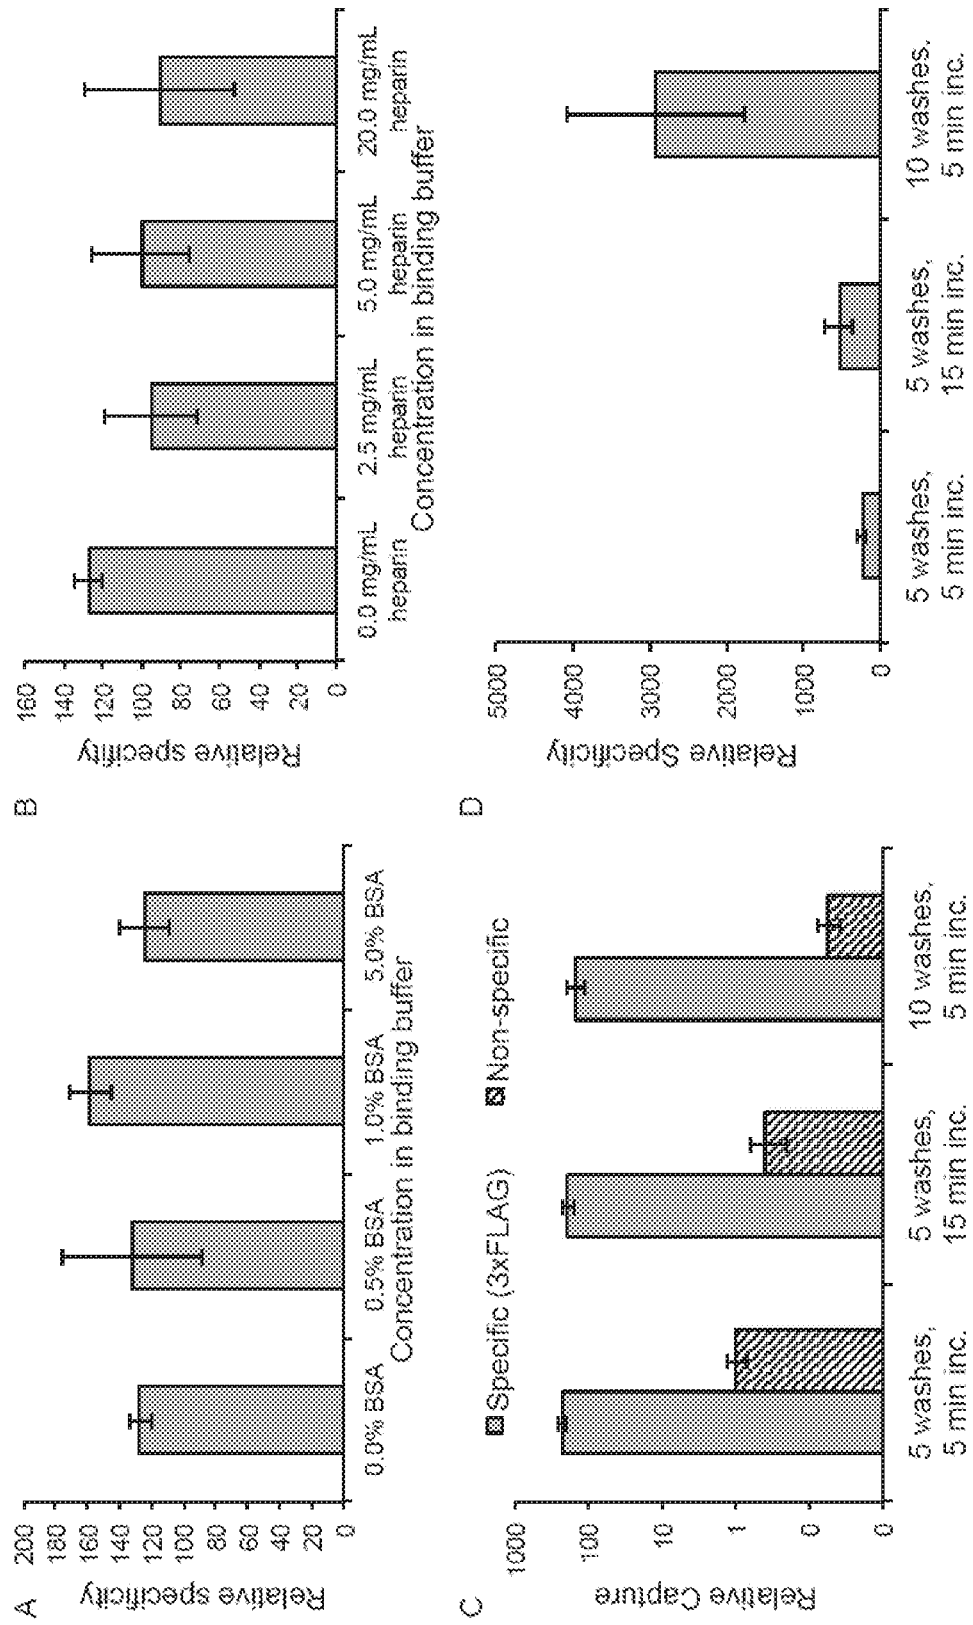 A
Relative specificity
200
180
160
140
120
100
80
60
40
20
0
0.0% BSA
0.5% BSA
1.0% BSA
5.0% BSA
Concentration in binding buffer
B
Relative specifity
160
140
120
100
80
60
40
20
0
0.0 mg/mL
heparin
2.5 mg/mL
heparin
5.0 mg/mL
heparin
20.0 mg/mL
heparin
Concentration in binding buffer
C
Specific (3xFLAG)
Non-specific
Relative Capture
1000
100
10
1
0
0
5 washes,
5 min inc.
5 washes,
15 min inc.
10 washes,
5 min inc.
D
Relative Specificity
5000
4000
3000
2000
1000
0
5 washes,
5 min inc.
5 washes,
15 min inc.
10 washes,
5 min inc.